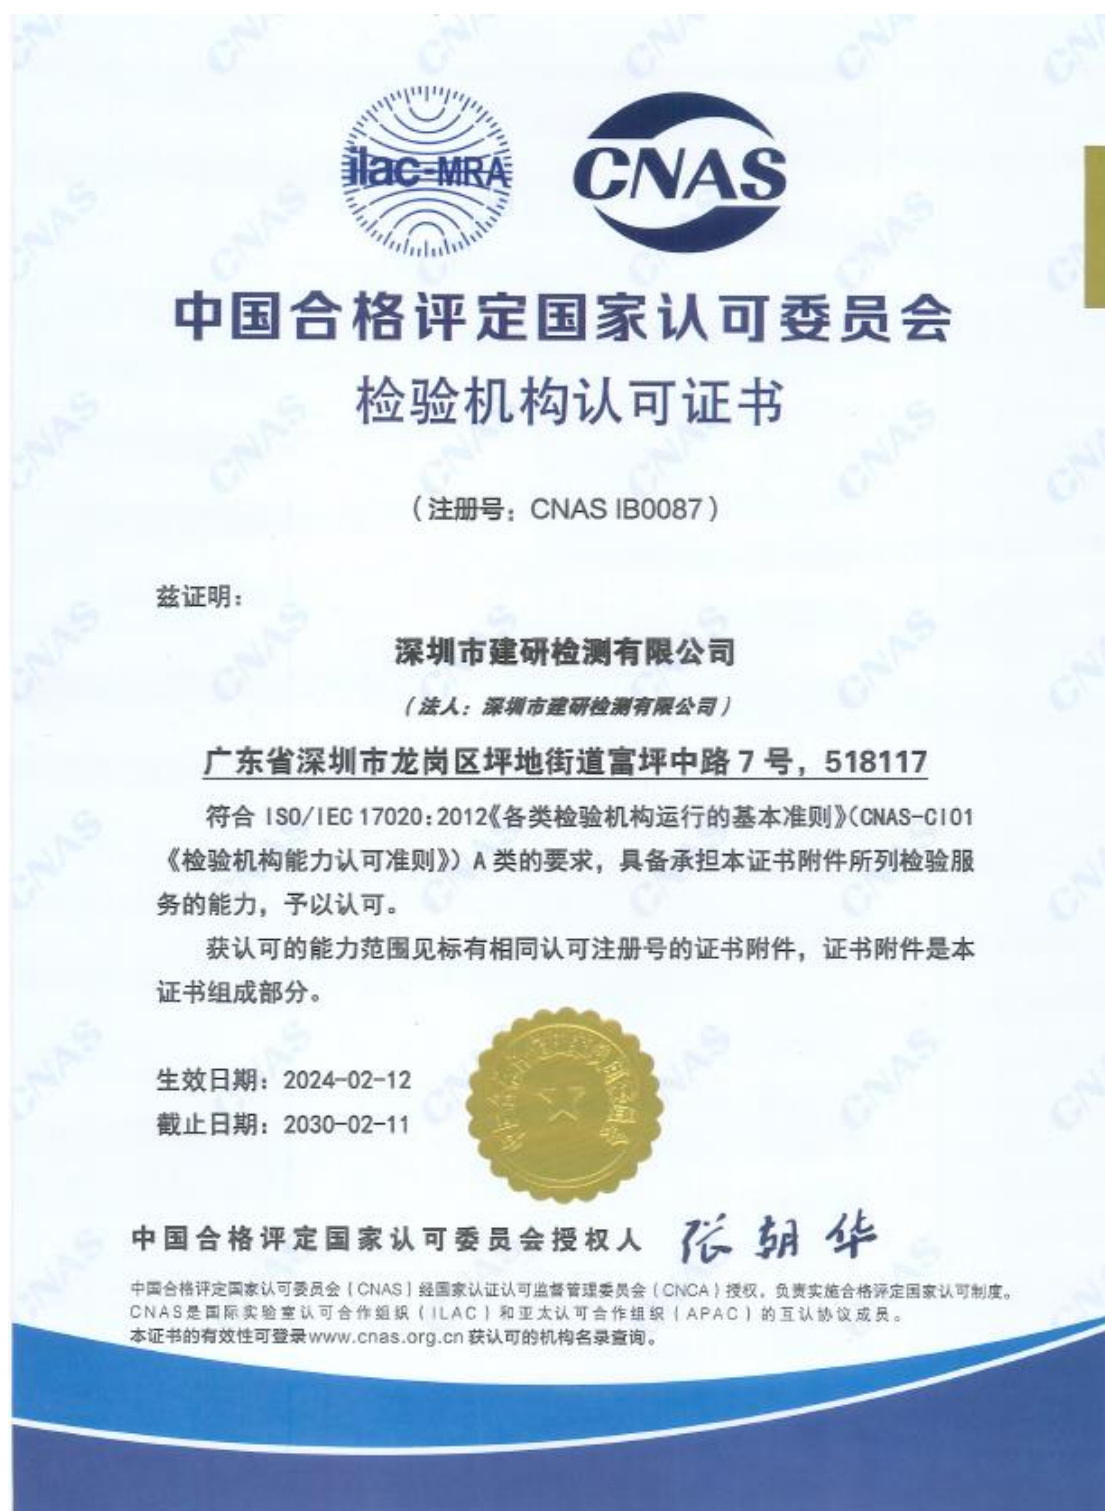 ilac-MRA
CNAS
中国合格评定国家认可委员会
检验机构认可证书
（注册号：CNAS IB0087）
兹证明：
深圳市建研检测有限公司
（法人：深圳市建研检测有限公司）
广东省深圳市龙岗区坪地街道富坪中路 7 号，518117
符合 ISO/IEC 17020：2012《各类检验机构运行的基本准则》（CNAS-CI01
《检验机构能力认可准则》）A 类的要求，具备承担本证书附件所列检验服
务的能力，予以认可。
获认可的能力范围见标有相同认可注册号的证书附件，证书附件是本
证书组成部分。
生效日期：2024-02-12
截止日期：2030-02-11
中国合格评定国家认可委员会授权人 张朝华
中国合格评定国家认可委员会（CNAS）经国家认证认可监督管理委员会（CNCA）授权，负责实施合格评定国家认可制度。
CNAS是国际实验室认可合作组织（ILAC）和亚太认可合作组织（APAC）的互认协议成员。
本证书的有效性可登录www.cnas.org.cn 获认可的机构名录查询。